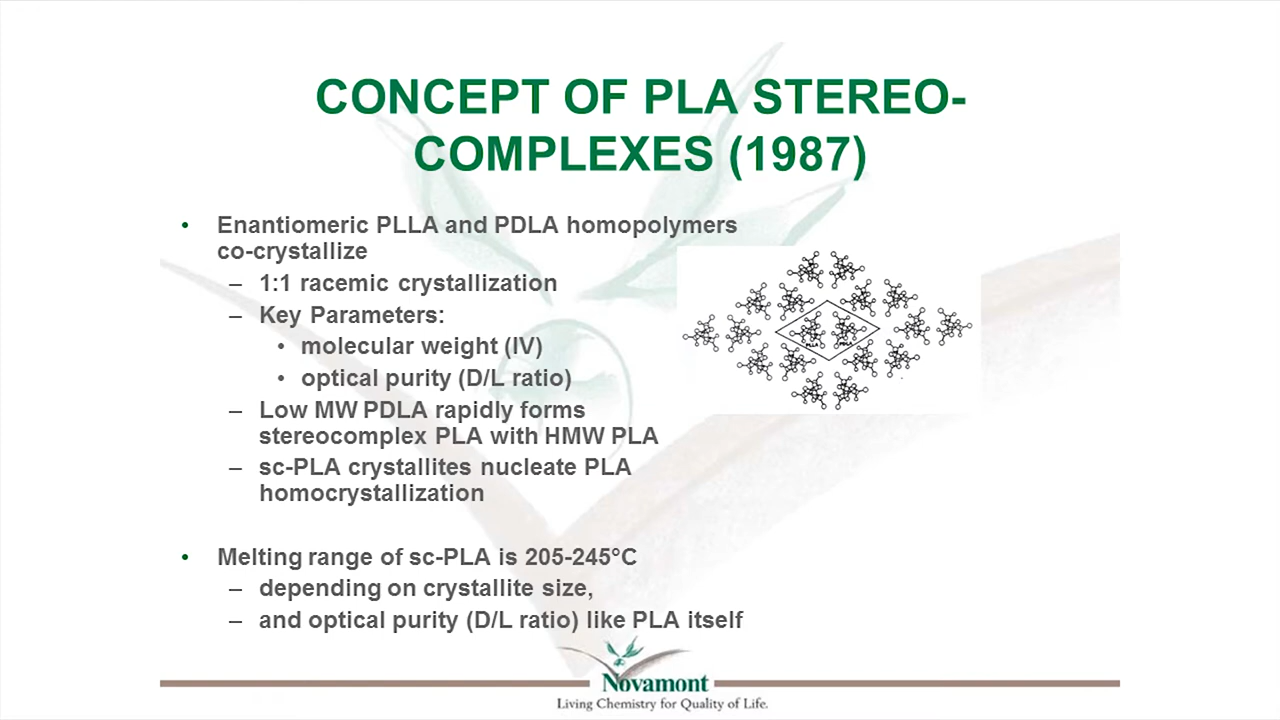 CONCEPT OF PLA STEREO-
COMPLEXES (1987)
• Enantiomeric PLLA and PDLA homopolymers
co-crystallize
– 1:1 racemic crystallization
– Key Parameters:
• molecular weight (IV)
• optical purity (D/L ratio)
– Low MW PDLA rapidly forms
stereocomplex PLA with HMW PLA
– sc-PLA crystallites nucleate PLA
homocrystallization
PLLA PDLA
• Melting range of sc-PLA is 205-245°C
– depending on crystallite size,
– and optical purity (D/L ratio) like PLA itself
Novamont
Living Chemistry for Quality of Life.